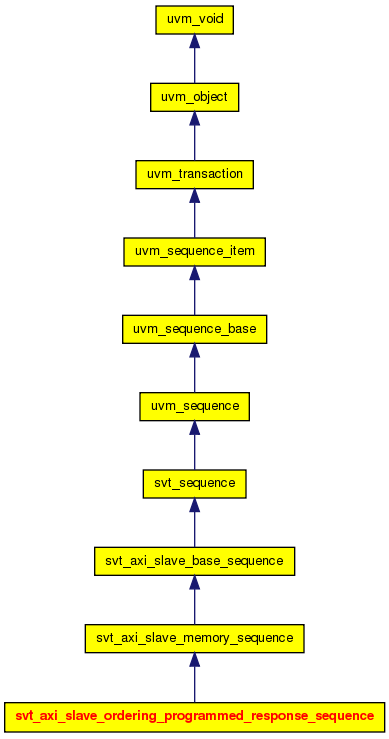 uvm_void
uvm_object
uvm_transaction
uvm_sequence_item
uvm_sequence_base
uvm_sequence
svt_sequence
svt_axi_slave_base_sequence
svt_axi_slave_memory_sequence
svt_axi_slave_ordering_programmed_response_sequence